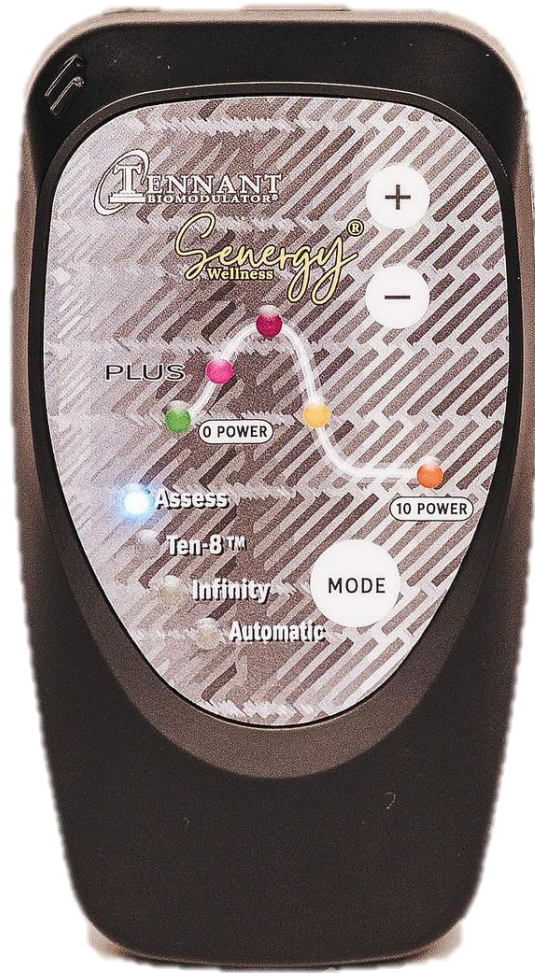 TENNANT
BIOMODULATOR®
Senergy®
Wellness
+
−
PLUS
0 POWER
10 POWER
Assess
Ten-8™
Infinity
MODE
Automatic